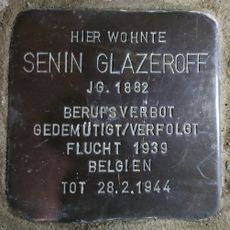 HIER WOHNTE
SENIN GLAZEROFF
JG. 1882
BERUFSVERBOT
GEDEMÜTIGT/VERFOLGT
FLUCHT 1939
BELGIEN
TOT 28.2.1944